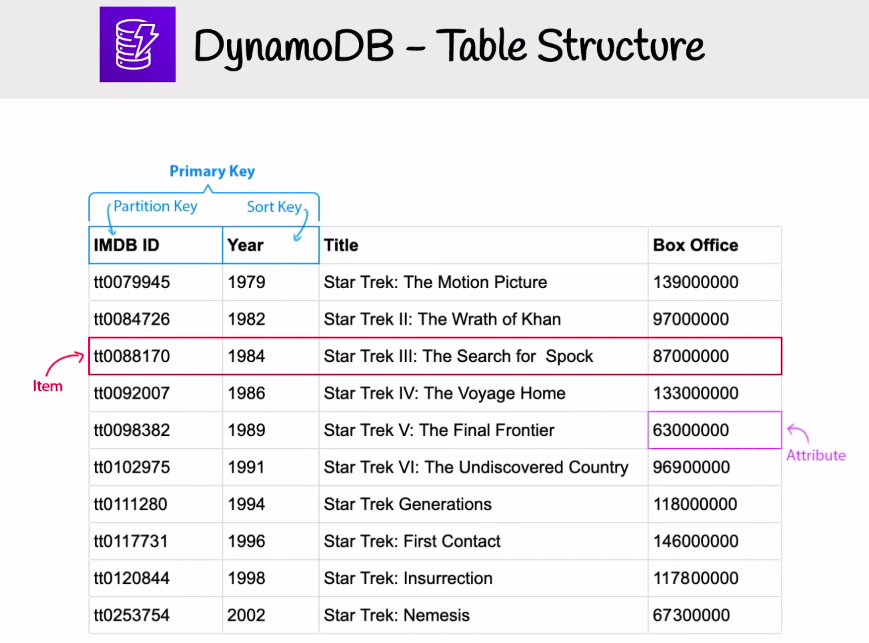 DynamoDB - Table Structure
Primary Key
Partition Key Sort Key
IMDB ID Year Title Box Office
tt0079945 1979 Star Trek: The Motion Picture 139000000
tt0084726 1982 Star Trek II: The Wrath of Khan 97000000
tt0088170 1984 Star Trek III: The Search for Spock 87000000
Item
tt0092007 1986 Star Trek IV: The Voyage Home 133000000
tt0098382 1989 Star Trek V: The Final Frontier 63000000
Attribute
tt0102975 1991 Star Trek VI: The Undiscovered Country 96900000
tt0111280 1994 Star Trek Generations 118000000
tt0117731 1996 Star Trek: First Contact 146000000
tt0120844 1998 Star Trek: Insurrection 117800000
tt0253754 2002 Star Trek: Nemesis 67300000